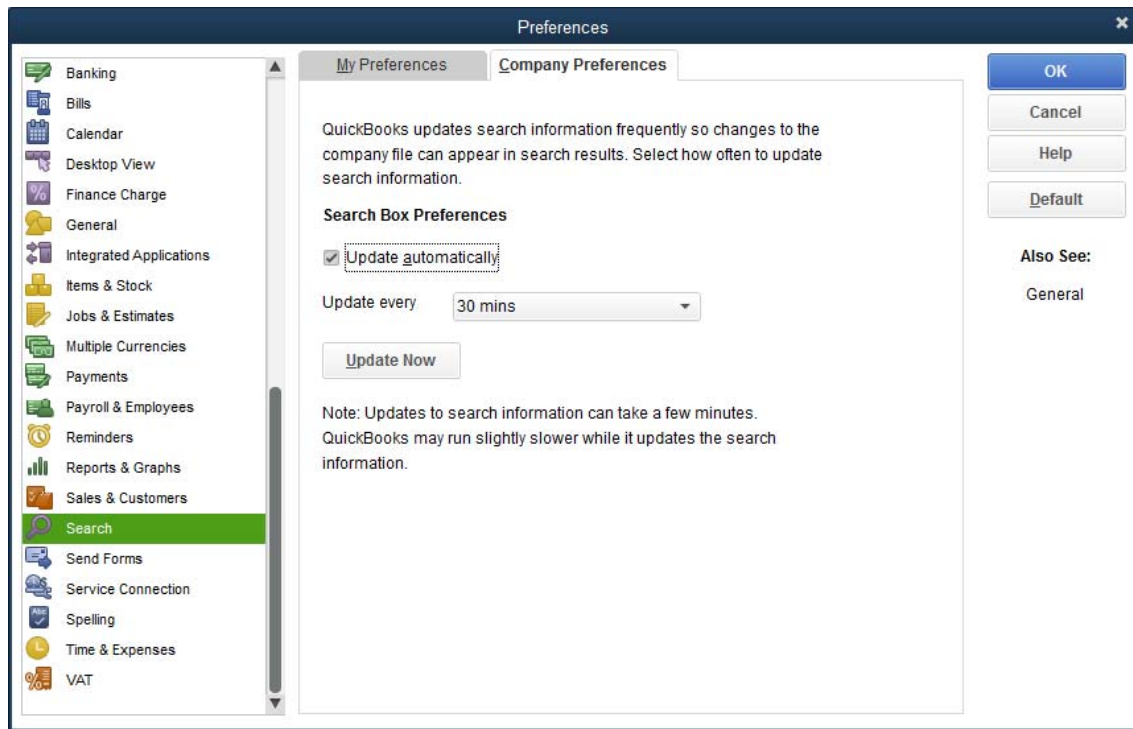 Preferences
Banking
Bills
Calendar
Desktop View
Finance Charge
General
Integrated Applications
Items & Stock
Jobs & Estimates
Multiple Currencies
Payments
Payroll & Employees
Reminders
Reports & Graphs
Sales & Customers
Search
Send Forms
Service Connection
Spelling
Time & Expenses
VAT
My Preferences
Company Preferences
QuickBooks updates search information frequently so changes to the
company file can appear in search results. Select how often to update
search information.
Search Box Preferences
Update automatically
Update every 30 mins
Update Now
Note: Updates to search information can take a few minutes.
QuickBooks may run slightly slower while it updates the search
information.
OK
Cancel
Help
Default
Also See:
General